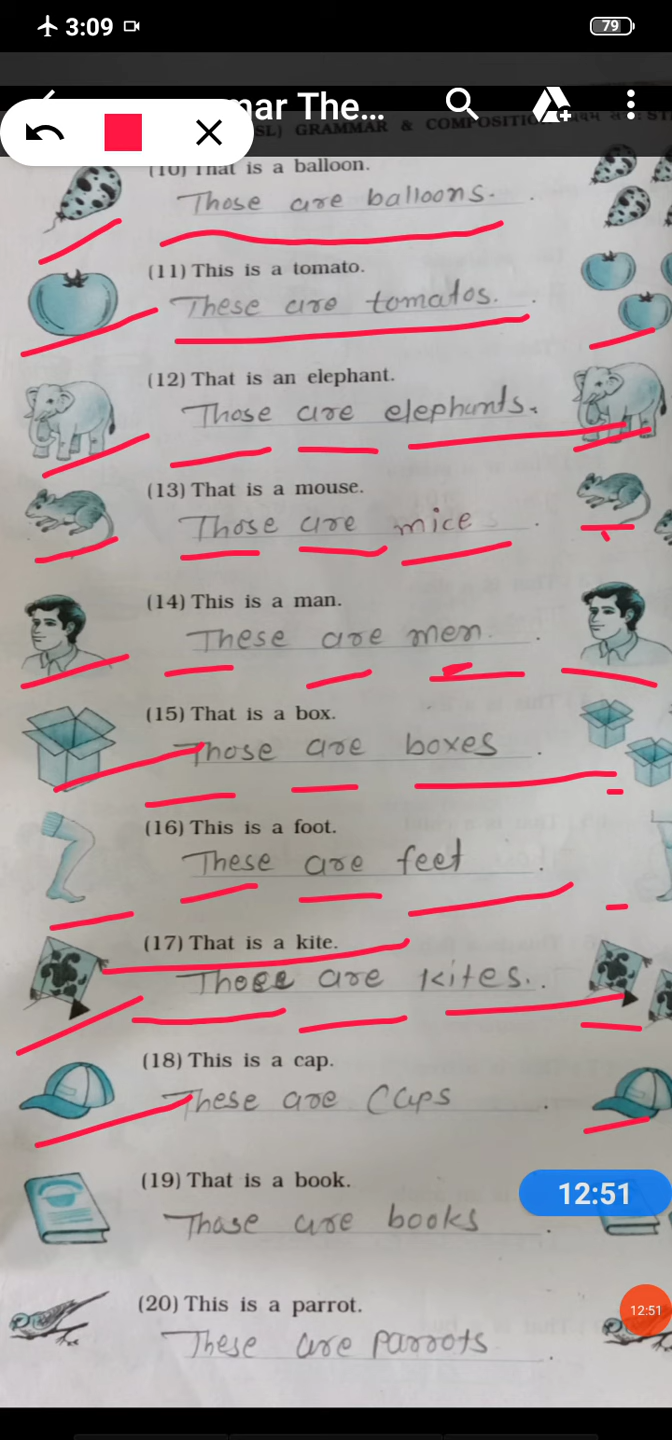 3:09
79
mar The...
SL) GRAMMAR & COMPOSITIO
(10) That is a balloon.
Those are balloons.
(11) This is a tomato.
These are tomatos.
(12) That is an elephant.
Those are elephants.
(13) That is a mouse.
Those are mice
(14) This is a man.
These are men.
(15) That is a box.
Those are boxes.
(16) This is a foot.
These are feet.
(17) That is a kite.
Those are kites.
(18) This is a cap.
These are Caps.
(19) That is a book.
12:51
Those are books.
(20) This is a parrot.
12:51
These are parrots.